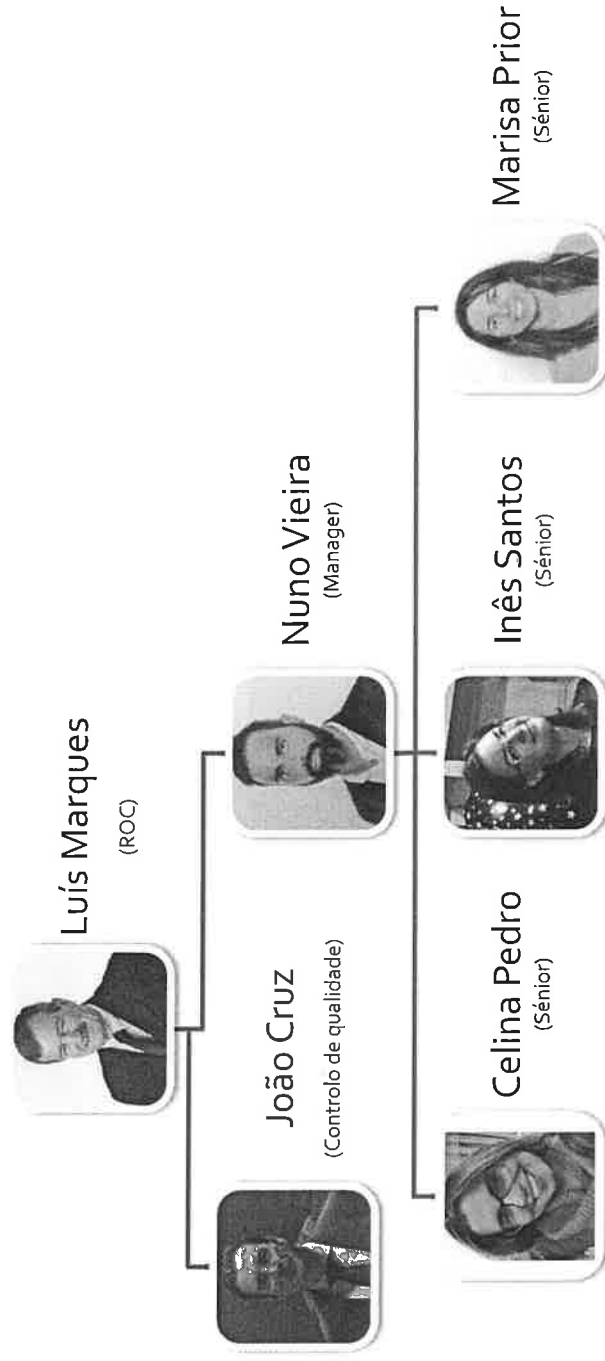 Luís Marques
(ROC)
João Cruz
(Controlo de qualidade)
Nuno Vieira
(Manager)
Celina Pedro
(Sénior)
Inês Santos
(Sénior)
Marisa Prior
(Sénior)